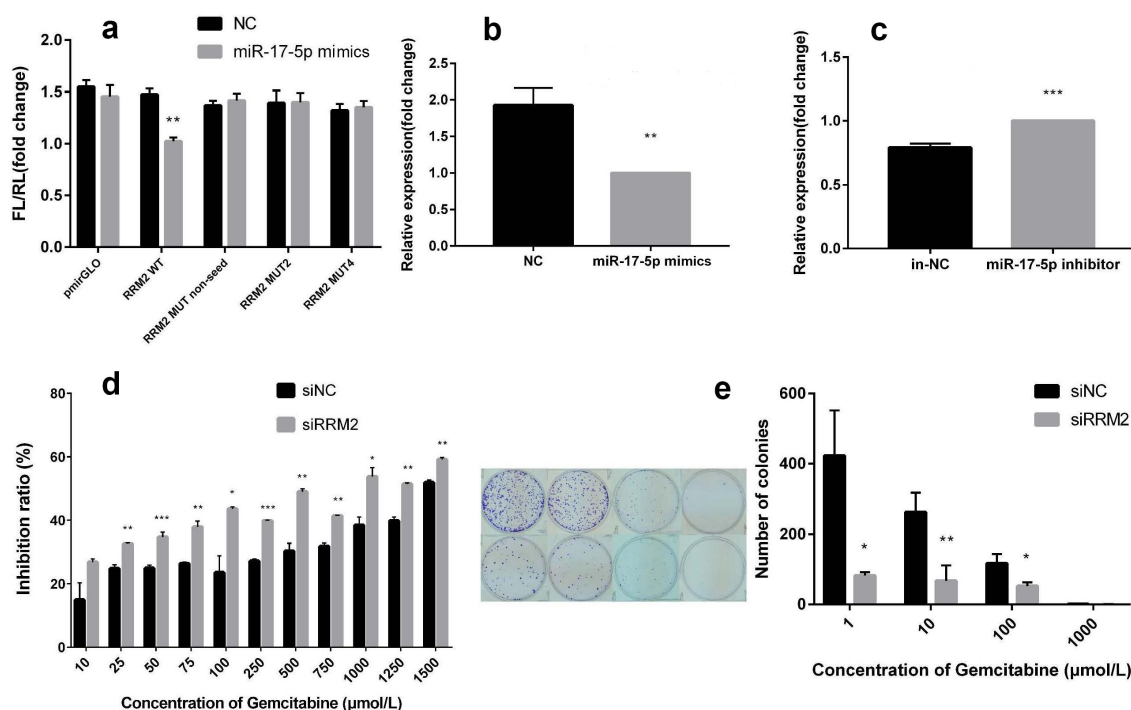 a
NC
miR-17-5p mimics
FL/RL(fold change)
2.0
1.5
1.0
0.5
0.0
**
pmirGLO
RRM2 WT
RRM2 MUT non-seed
RRM2 MUT2
RRM2 MUT4
b
Relative expression(fold change)
2.5
2.0
1.5
1.0
0.5
0.0
**
NC
miR-17-5p mimics
c
Relative expression(fold change)
1.5
1.0
0.5
0.0
***
in-NC
miR-17-5p inhibitor
d
siNC
siRRM2
Inhibition ratio (%)
80
60
40
20
0
** *** ** * *** ** ** * ** **
10 25 50 75 100 250 500 750 1000 1250 1500
Concentration of Gemcitabine (μmol/L)
e
siNC
siRRM2
Number of colonies
600
400
200
0
* ** *
1 10 100 1000
Concentration of Gemcitabine (μmol/L)